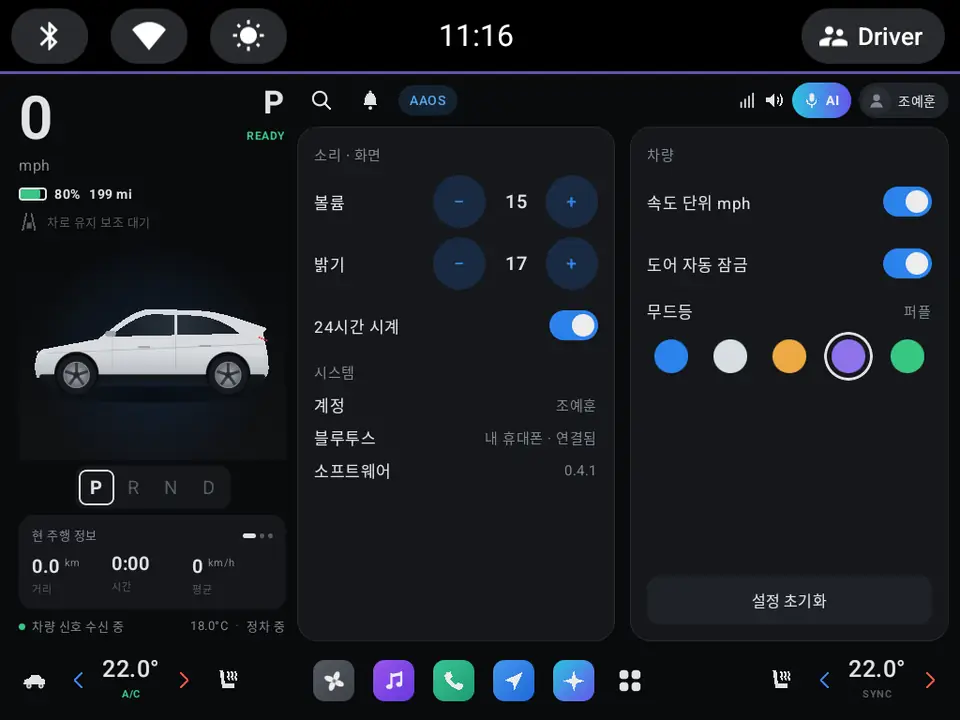 11:16
Driver
0
P
READY
mph
80% 199 mi
차로 유지 보조 대기
P R N D
현 주행 정보
0.0 km
0:00
0 km/h
거리
시간
평균
차량 신호 수신 중
18.0°C · 정차 중
AAOS
AI
조예훈
소리 · 화면
볼륨
− 15 +
밝기
− 17 +
24시간 시계
시스템
계정
조예훈
블루투스
내 휴대폰 · 연결됨
소프트웨어
0.4.1
차량
속도 단위 mph
도어 자동 잠금
무드등
퍼플
설정 초기화
22.0°
A/C
22.0°
SYNC